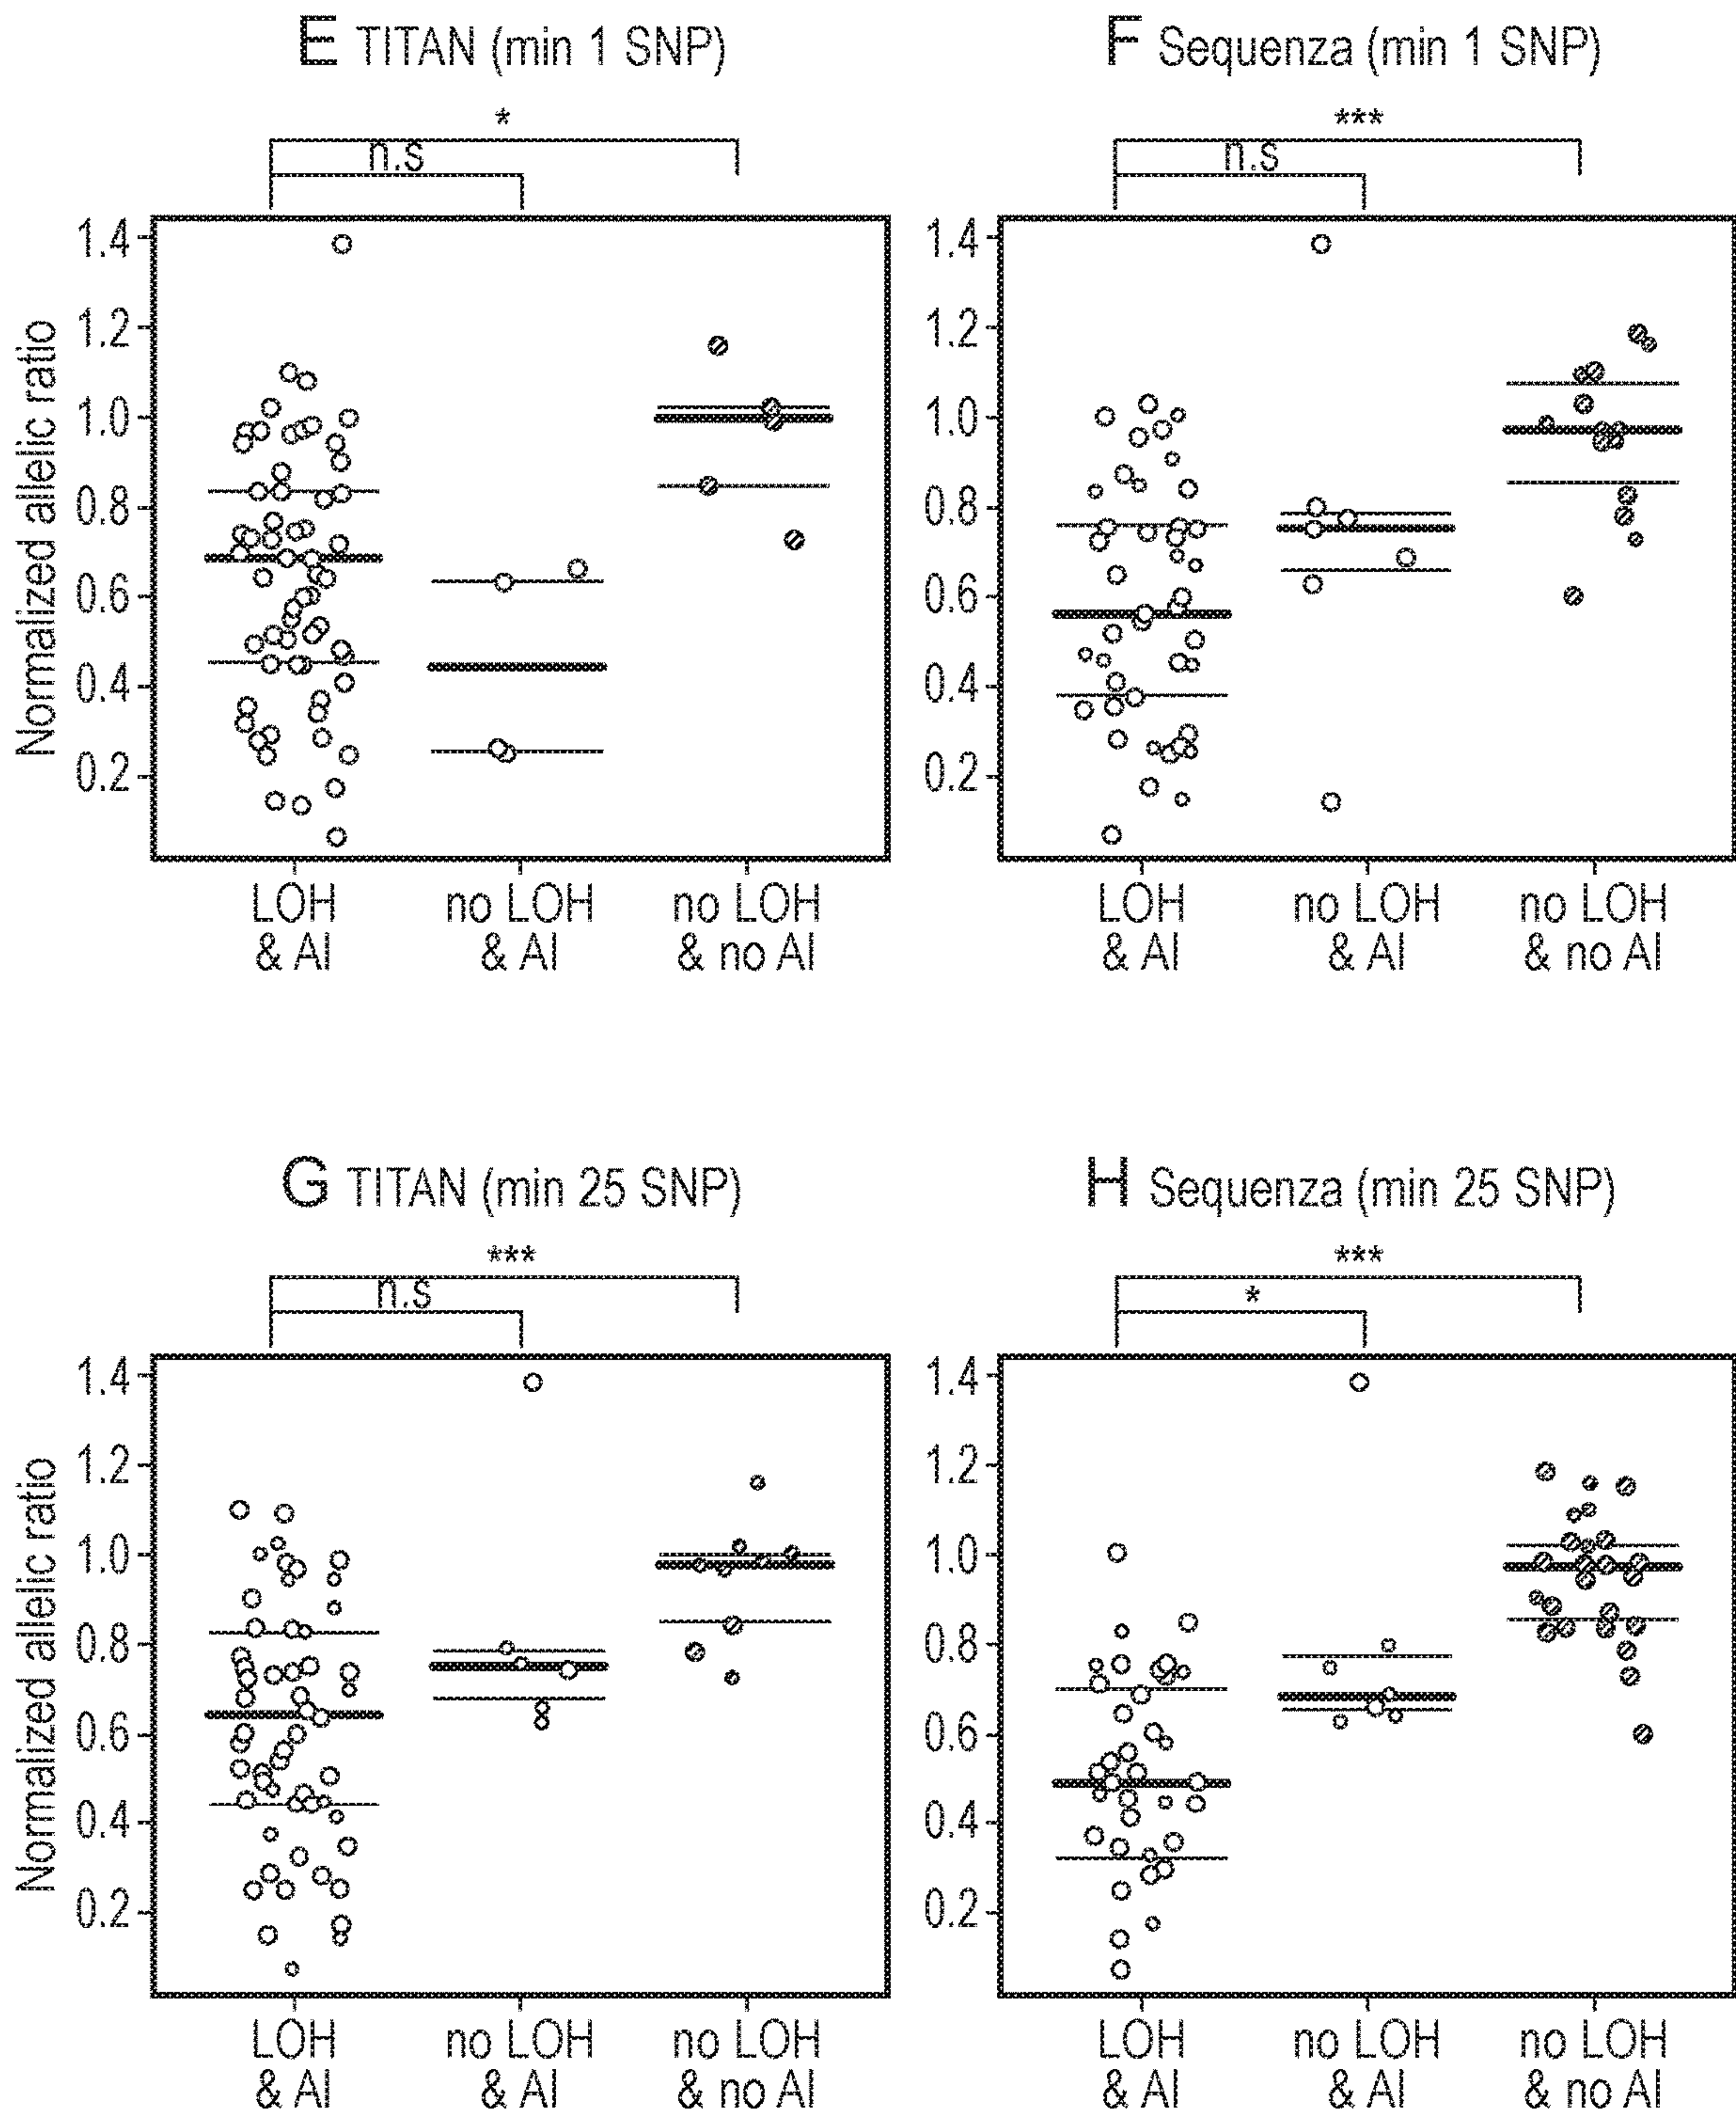 E TITAN (min 1 SNP)
*
n.s
Normalized allelic ratio
1.4
1.2
1.0
0.8
0.6
0.4
0.2
LOH
& AI
no LOH
& AI
no LOH
& no AI
F Sequenza (min 1 SNP)
***
n.s
1.4
1.2
1.0
0.8
0.6
0.4
0.2
LOH
& AI
no LOH
& AI
no LOH
& no AI
G TITAN (min 25 SNP)
***
n.s
Normalized allelic ratio
1.4
1.2
1.0
0.8
0.6
0.4
0.2
LOH
& AI
no LOH
& AI
no LOH
& no AI
H Sequenza (min 25 SNP)
***
*
1.4
1.2
1.0
0.8
0.6
0.4
0.2
LOH
& AI
no LOH
& AI
no LOH
& no AI